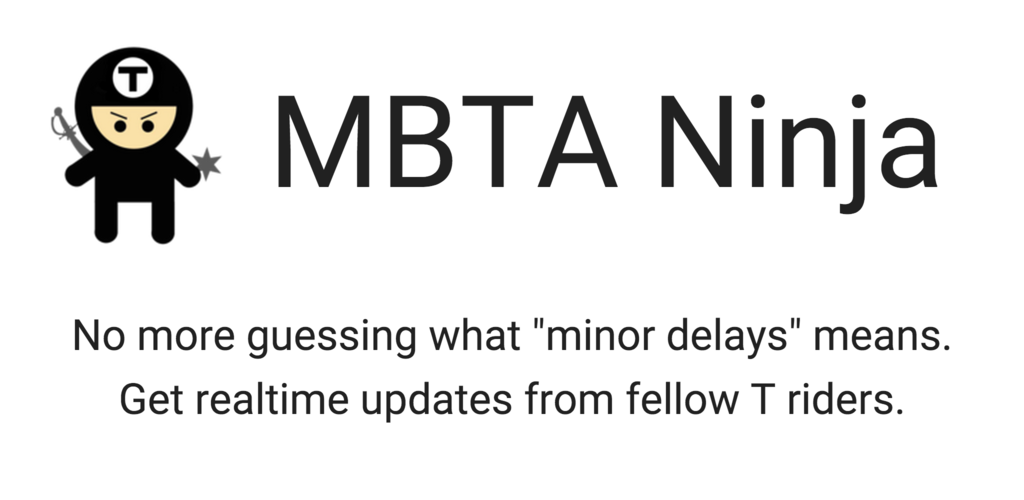 T
MBTA Ninja
No more guessing what "minor delays" means.
Get realtime updates from fellow T riders.